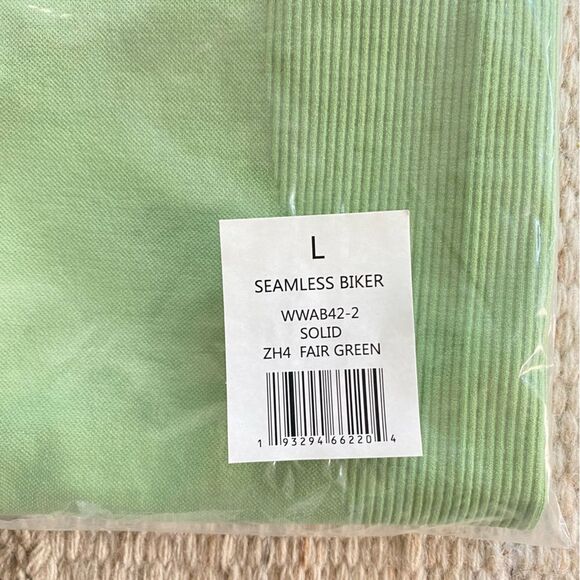 L
SEAMLESS BIKER
WWAB42-2
SOLID
ZH4 FAIR GREEN
1 93294 66220 4